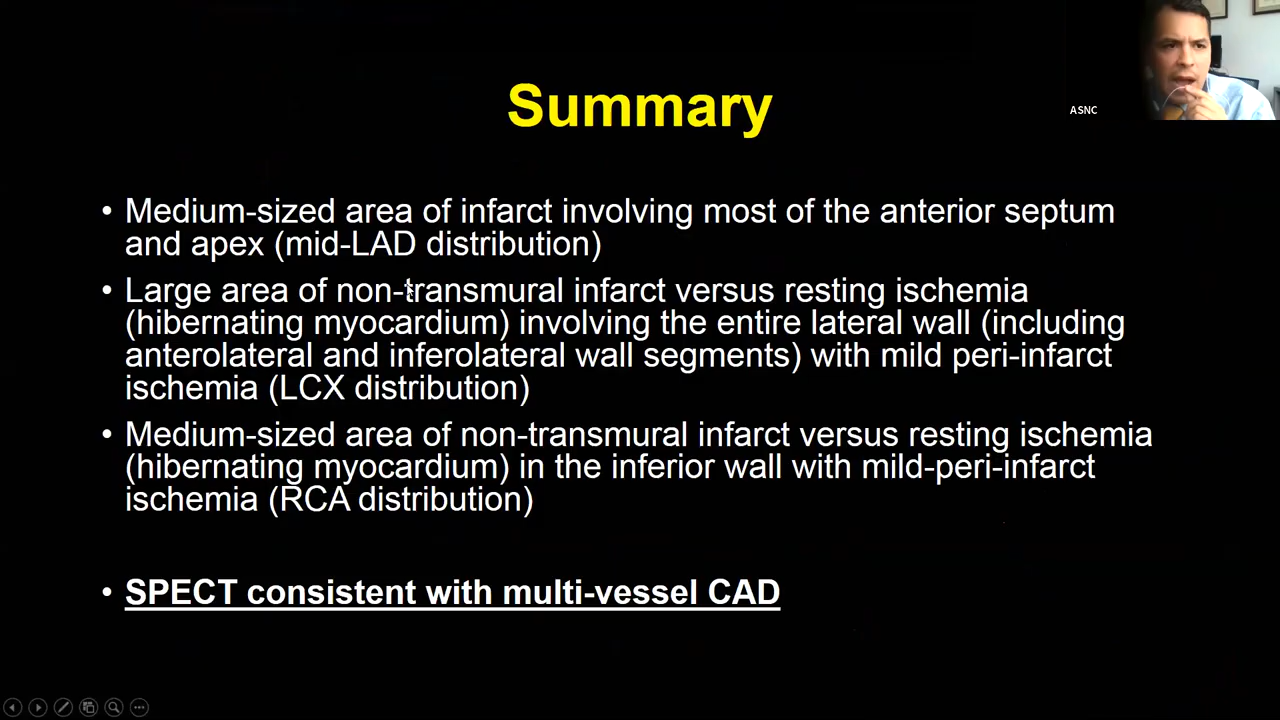 ASNC
Summary
• Medium-sized area of infarct involving most of the anterior septum
and apex (mid-LAD distribution)
• Large area of non-transmural infarct versus resting ischemia
(hibernating myocardium) involving the entire lateral wall (including
anterolateral and inferolateral wall segments) with mild peri-infarct
ischemia (LCX distribution)
• Medium-sized area of non-transmural infarct versus resting ischemia
(hibernating myocardium) in the inferior wall with mild-peri-infarct
ischemia (RCA distribution)
• SPECT consistent with multi-vessel CAD